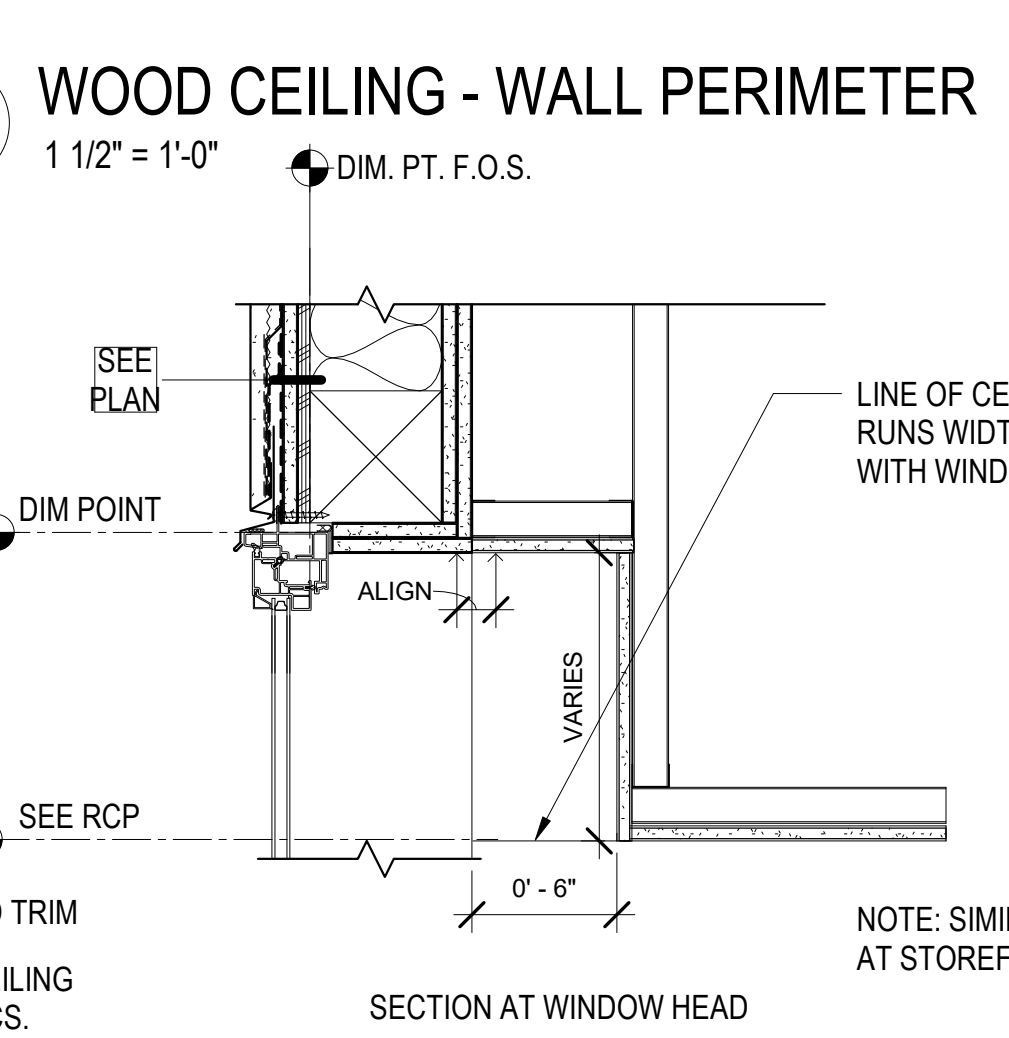 WOOD CEILING - WALL PERIMETER
1 1/2" = 1'-0"
DIM. PT. F.O.S.
SEE
PLAN
LINE OF CE
RUNS WIDT
WITH WIND
DIM POINT
ALIGN
VARIES
SEE RCP
0' - 6"
TRIM
ILING
S.
NOTE: SIMI
AT STOREF
SECTION AT WINDOW HEAD